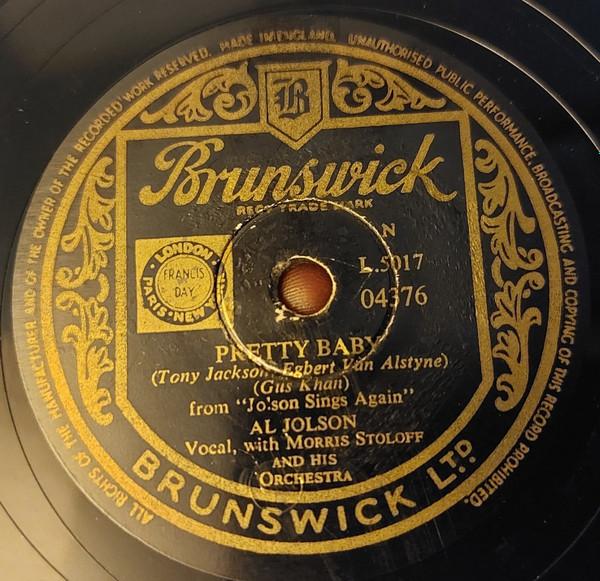 ALL RIGHTS OF THE MANUFACTURER AND OF THE OWNER OF THE RECORDED WORK RESERVED. MADE IN ENGLAND. UNAUTHORISED PUBLIC PERFORMANCE BROADCASTING AND COPYING OF THIS RECORD PROHIBITED.
B
Brunswick
REGD TRADE MARK
N
LONDON
FRANCIS
DAY
PARIS•NEW
L.5017
04376
PRETTY BABY
(Tony Jackson, Egbert Van Alstyne)
(Gus Khan)
from "Jolson Sings Again"
AL JOLSON
Vocal, with MORRIS STOLOFF
AND HIS
ORCHESTRA
BRUNSWICK LTD